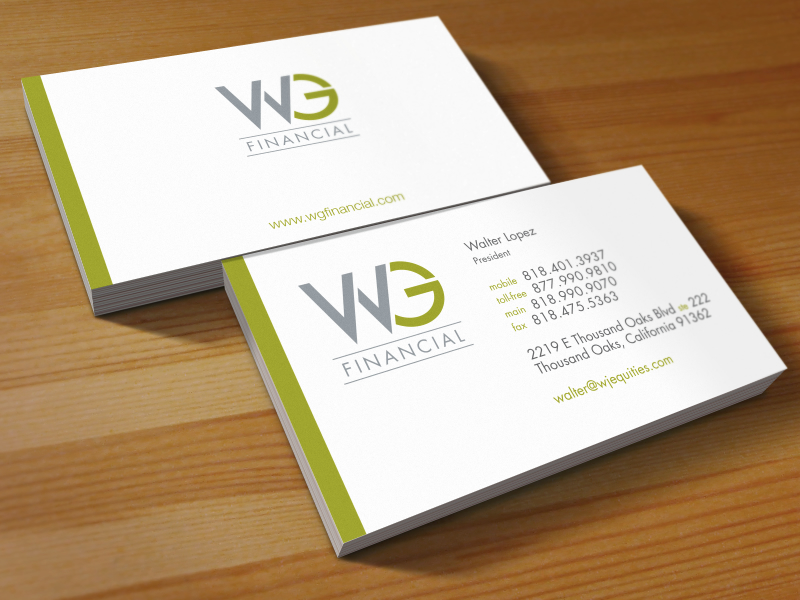 WG
FINANCIAL
www.wgfinancial.com
WG
FINANCIAL
Walter Lopez
President
mobile 818.401.3937
toll-free 877.990.9810
main 818.990.9070
fax 818.475.5363
2219 E Thousand Oaks Blvd ste 222
Thousand Oaks, California 91362
walter@wjequities.com